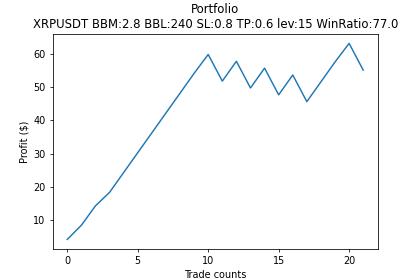 Portfolio
XRPUSDT BBM:2.8 BBL:240 SL:0.8 TP:0.6 lev:15 WinRatio:77.0
Profit ($)
60
50
40
30
20
10
0 5 10 15 20
Trade counts